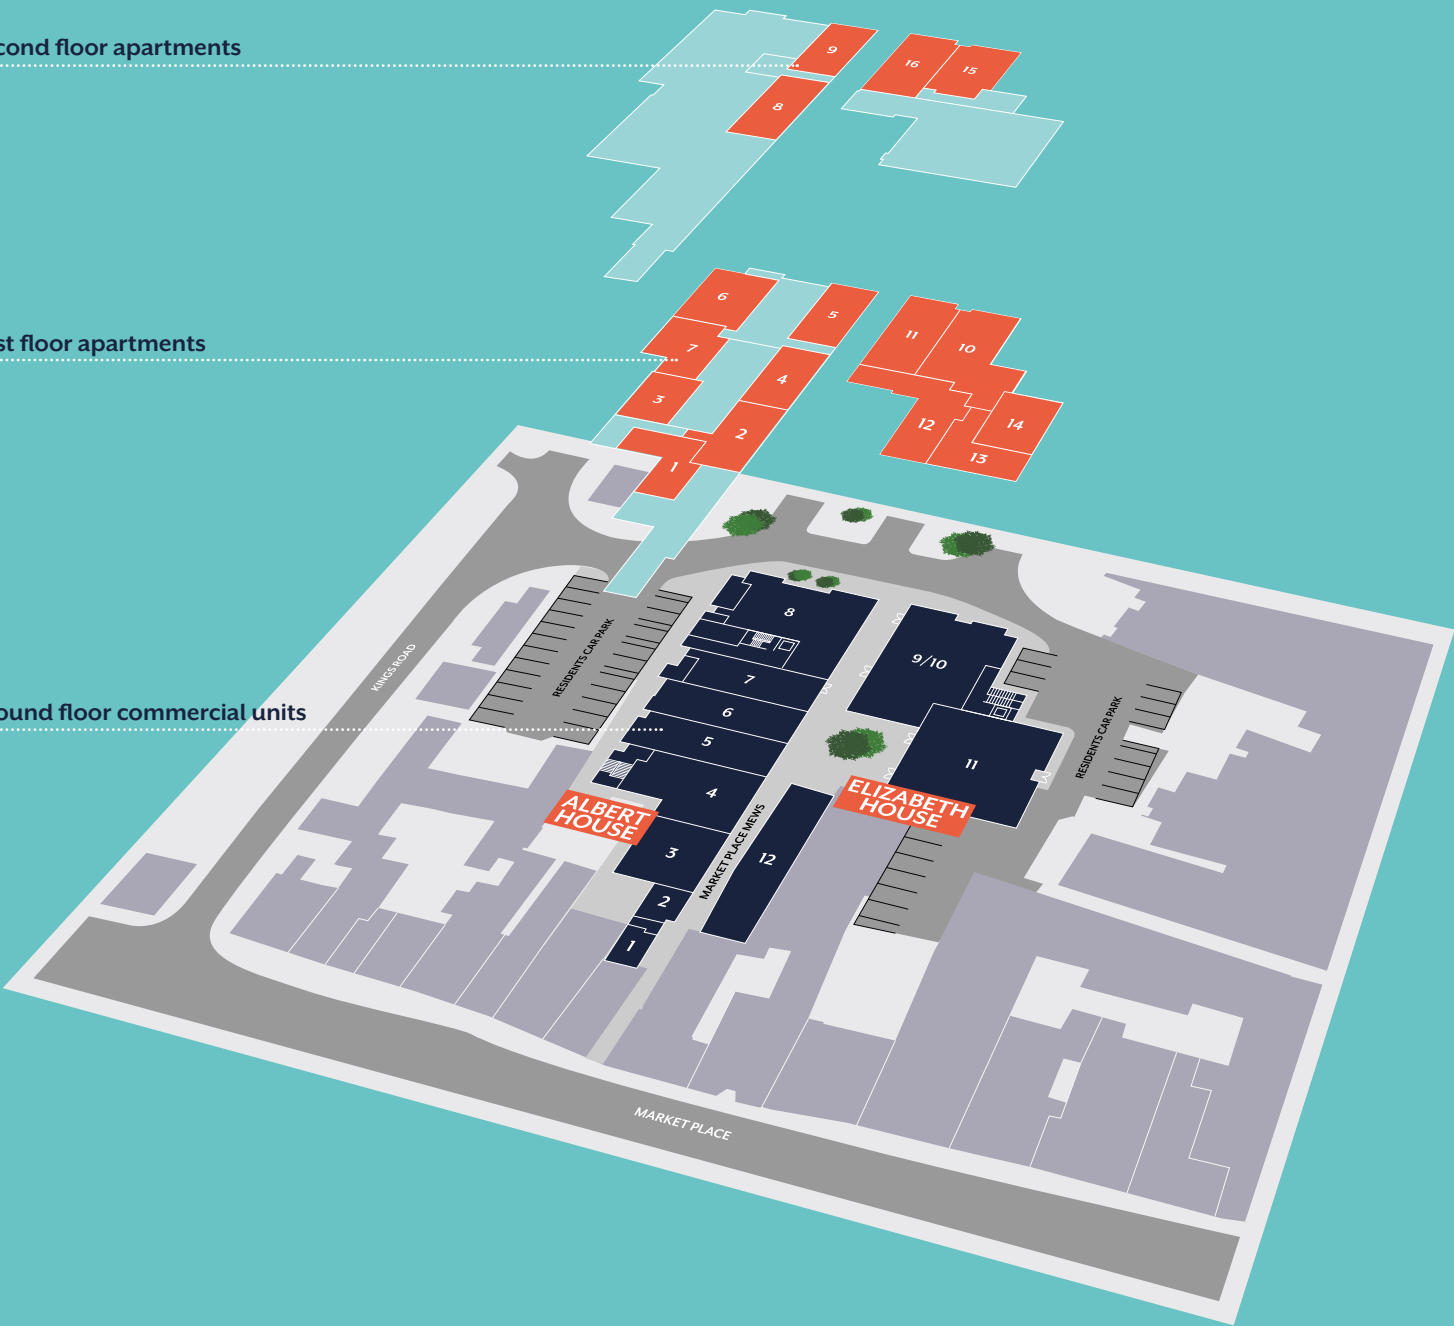 cond floor apartments
9
16
15
8
6
5
11
10
7
4
3
14
12
2
13
1
st floor apartments
KINGS ROAD
RESIDENTS CAR PARK
8
9/10
7
6
5
4
3
2
1
11
12
RESIDENTS CAR PARK
ound floor commercial units
ALBERT
HOUSE
ELIZABETH
HOUSE
MARKET PLACE MEWS
MARKET PLACE